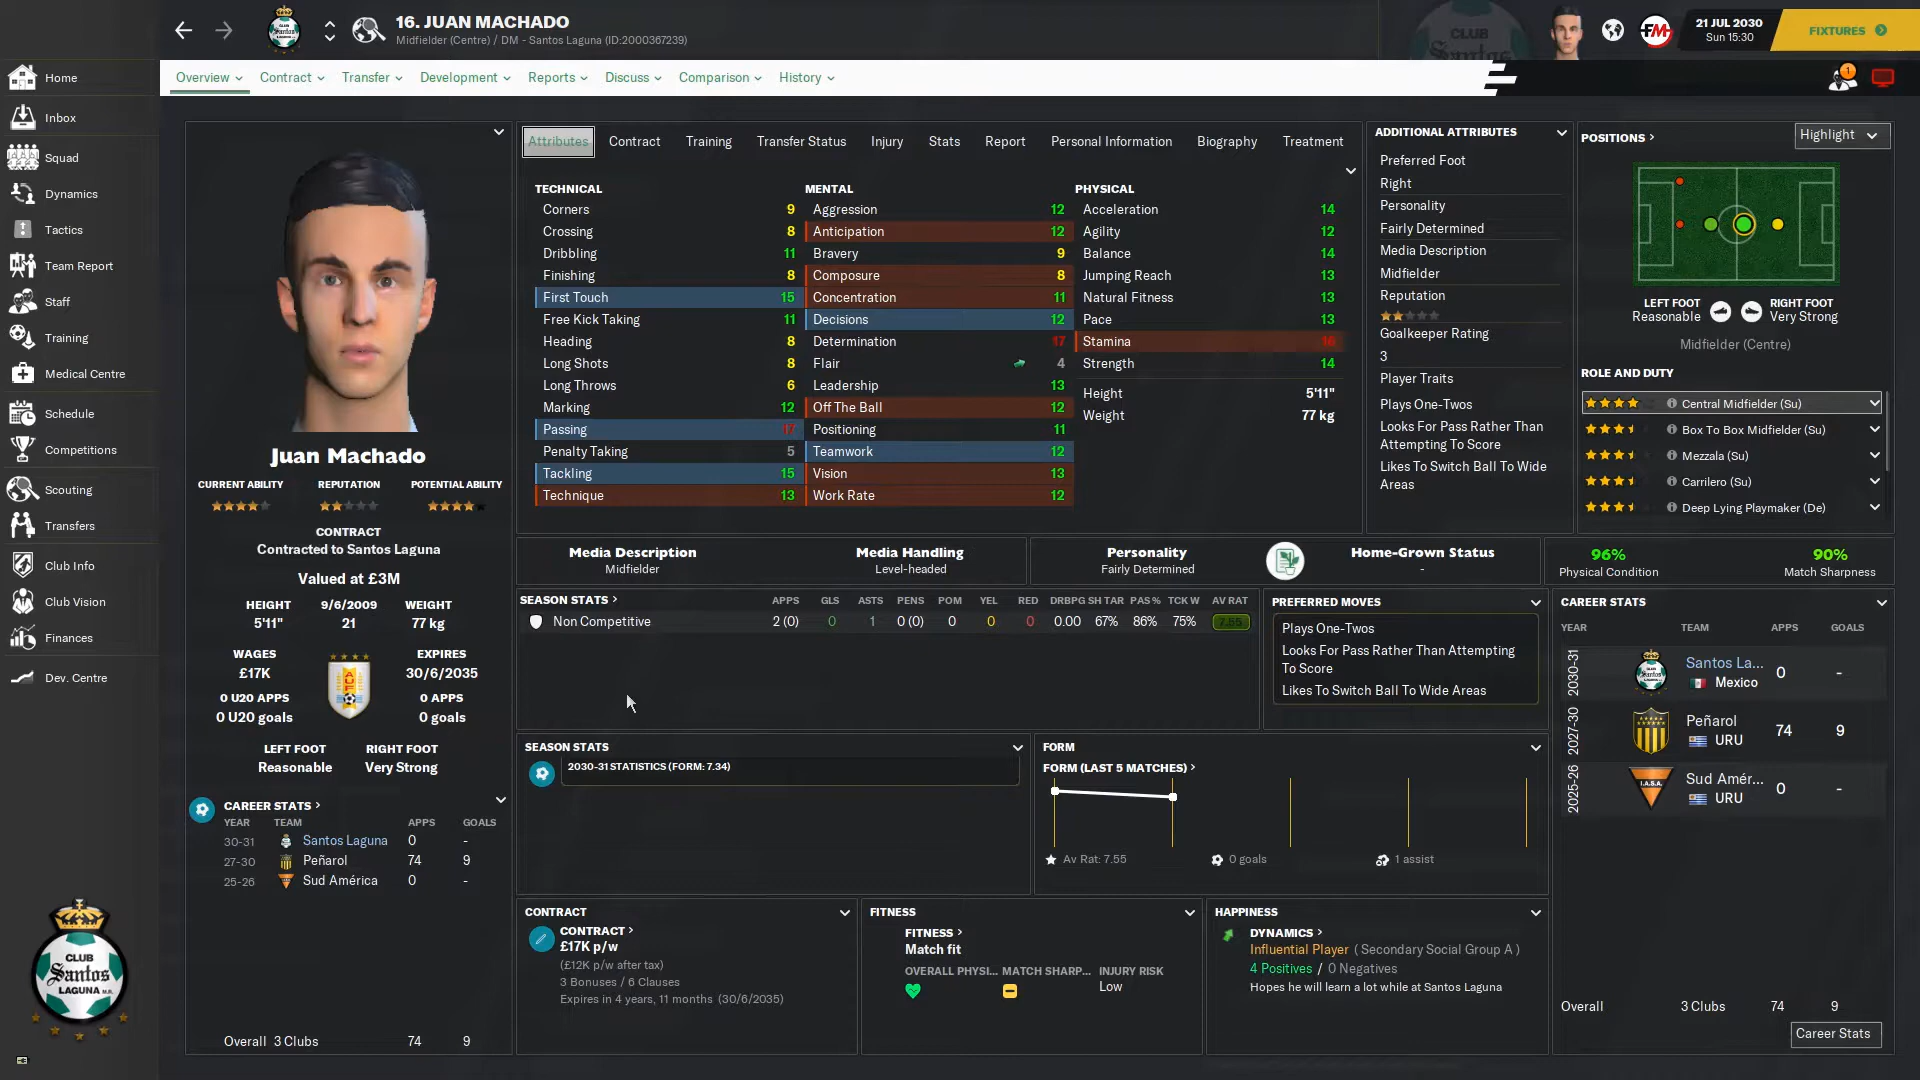 16. JUAN MACHADO
Midfielder (Centre) / DM - Santos Laguna (ID:2000367239)
21 JUL 2030
Sun 15:30
FIXTURES
Overview Contract Transfer Development Reports Discuss Comparison History
1
Home
Inbox
Squad
Dynamics
Tactics
Team Report
Staff
Training
Medical Centre
Schedule
Competitions
Scouting
Transfers
Club Info
Club Vision
Finances
Dev. Centre
CLUB
Santos
LAGUNA
Juan Machado
CURRENT ABILITY REPUTATION POTENTIAL ABILITY
CONTRACT
Contracted to Santos Laguna
Valued at £3M
HEIGHT 9/6/2009 WEIGHT
5'11" 21 77 kg
WAGES EXPIRES
£17K 30/6/2035
0 U20 APPS 0 APPS
0 U20 goals 0 goals
LEFT FOOT RIGHT FOOT
Reasonable Very Strong
CAREER STATS >
YEAR TEAM APPS GOALS
30-31 Santos Laguna 0 -
27-30 Peñarol 74 9
25-26 Sud América 0 -
Overall 3 Clubs 74 9
Attributes Contract Training Transfer Status Injury Stats Report Personal Information Biography Treatment
TECHNICAL
Corners 9
Crossing 8
Dribbling 11
Finishing 8
First Touch 15
Free Kick Taking 11
Heading 8
Long Shots 8
Long Throws 6
Marking 12
Passing 17
Penalty Taking 5
Tackling 15
Technique 13
MENTAL
Aggression 12
Anticipation 12
Bravery 9
Composure 8
Concentration 11
Decisions 12
Determination 17
Flair 4
Leadership 13
Off The Ball 12
Positioning 11
Teamwork 12
Vision 13
Work Rate 12
PHYSICAL
Acceleration 14
Agility 12
Balance 14
Jumping Reach 13
Natural Fitness 13
Pace 13
Stamina 16
Strength 14
Height 5'11"
Weight 77 kg
ADDITIONAL ATTRIBUTES
Preferred Foot
Right
Personality
Fairly Determined
Media Description
Midfielder
Reputation
Goalkeeper Rating
3
Player Traits
Plays One-Twos
Looks For Pass Rather Than
Attempting To Score
Likes To Switch Ball To Wide
Areas
POSITIONS >
Highlight
LEFT FOOT RIGHT FOOT
Reasonable Very Strong
Midfielder (Centre)
ROLE AND DUTY
Central Midfielder (Su)
Box To Box Midfielder (Su)
Mezzala (Su)
Carrilero (Su)
Deep Lying Playmaker (De)
Media Description Media Handling Personality Home-Grown Status
Midfielder Level-headed Fairly Determined -
96% 90%
Physical Condition Match Sharpness
SEASON STATS > APPS GLS ASTS PENS POM YEL RED DRBPG SH TAR PAS % TCK W AV RAT
Non Competitive 2 (0) 0 1 0 (0) 0 0 0 0.00 67% 86% 75% 7.55
PREFERRED MOVES
Plays One-Twos
Looks For Pass Rather Than Attempting
To Score
Likes To Switch Ball To Wide Areas
CAREER STATS
YEAR TEAM APPS GOALS
2030-31 Santos La... 0 -
Mexico
2027-30 Peñarol 74 9
URU
2025-26 Sud Amér... 0 -
URU
Overall 3 Clubs 74 9
Career Stats
SEASON STATS
2030-31 STATISTICS (FORM: 7.34)
FORM
FORM (LAST 5 MATCHES) >
Av Rat: 7.55 0 goals 1 assist
CONTRACT
CONTRACT >
£17K p/w
(£12K p/w after tax)
3 Bonuses / 6 Clauses
Expires in 4 years, 11 months (30/6/2035)
FITNESS
FITNESS >
Match fit
OVERALL PHYSI... MATCH SHARP... INJURY RISK
Low
HAPPINESS
DYNAMICS >
Influential Player ( Secondary Social Group A )
4 Positives / 0 Negatives
Hopes he will learn a lot while at Santos Laguna